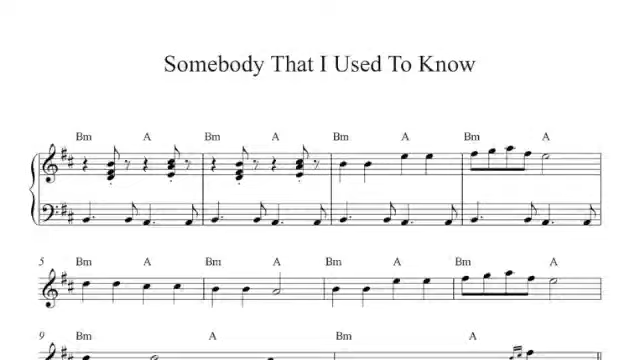 Somebody That I Used To Know
Bm A Bm A Bm A Bm A
5 Bm A Bm A Bm A Bm A
9 Bm A Bm A